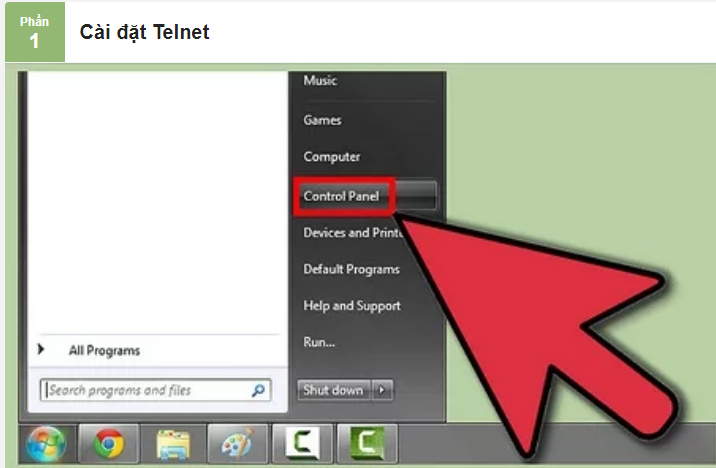 Phần
1
Cài đặt Telnet
Music
Games
Computer
Control Panel
Devices and
Default Programs
Help and Support
Run...
All Programs
Search programs and files
Shut down